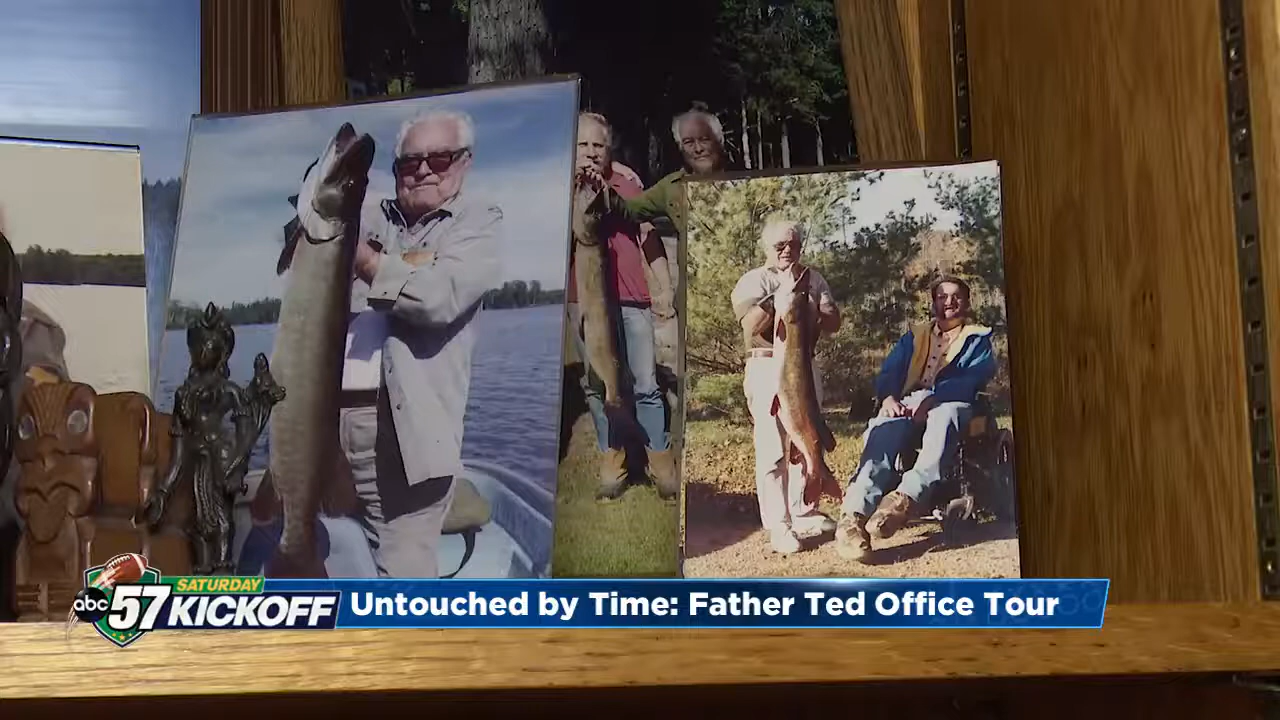 abc
57
SATURDAY
KICKOFF
Untouched by Time: Father Ted Office Tour